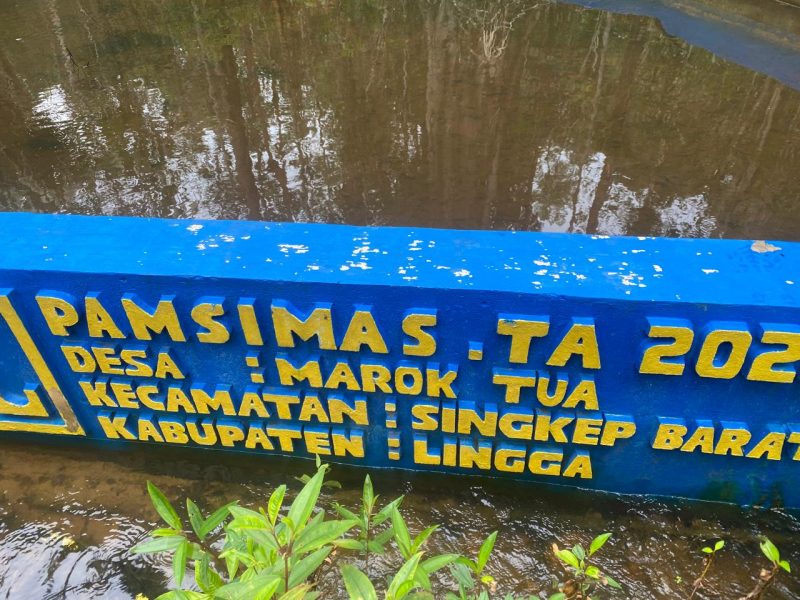 PAMSIMAS . TA 202
DESA : MAROK TUA
KECAMATAN : SINGKEP BARAT
KABUPATEN : LINGGA